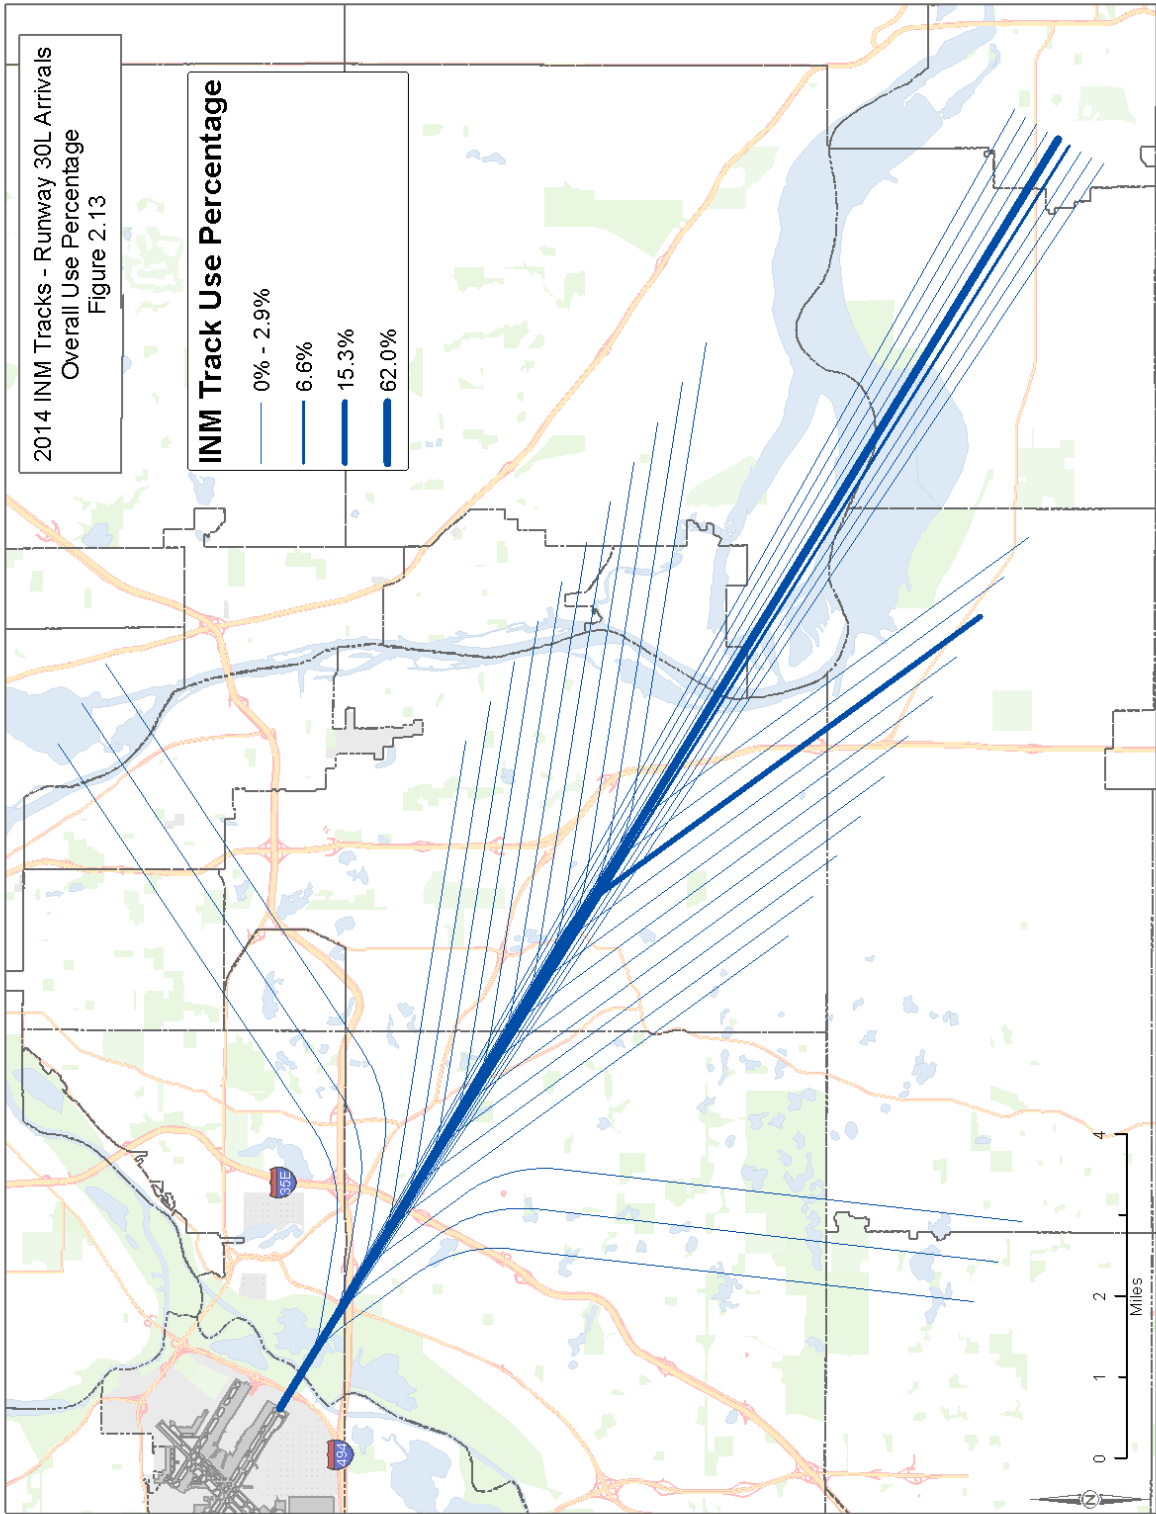 2014 INM Tracks - Runway 30L Arrivals
Overall Use Percentage
Figure 2.13
INM Track Use Percentage
0% - 2.9%
6.6%
15.3%
62.0%
35E
494
0 1 2 4
Miles
N